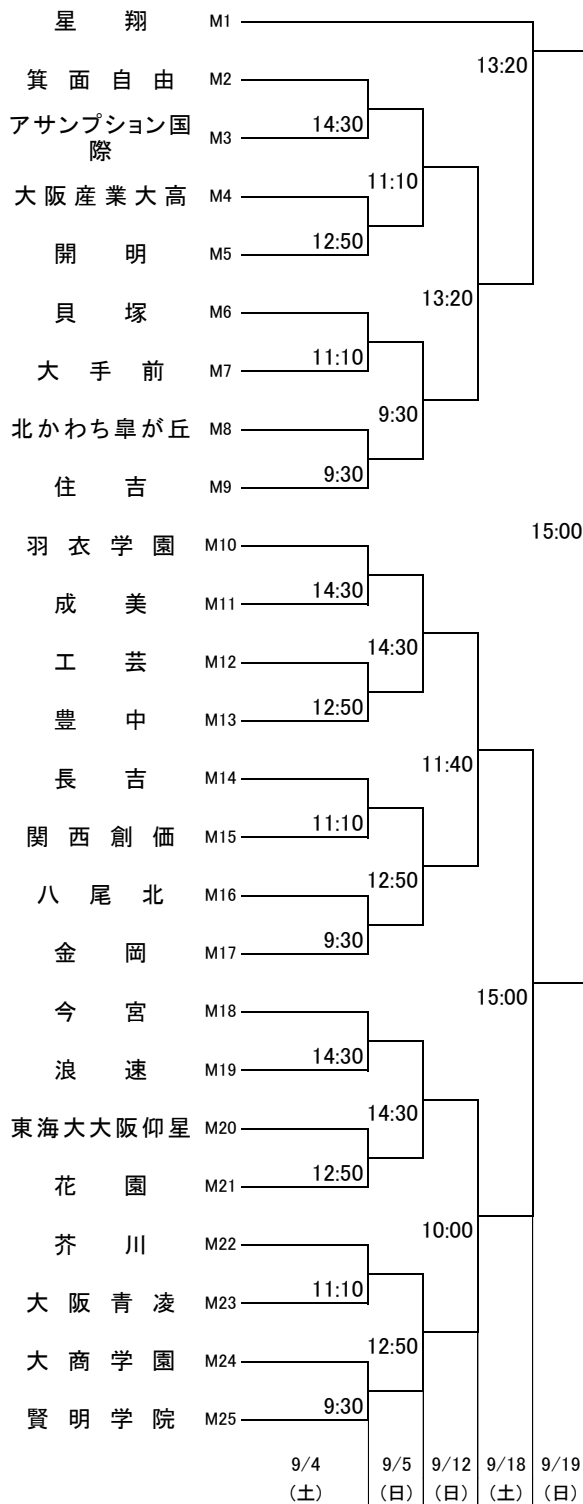 星翔 M1
13:20
箕面自由 M2
14:30
アサンプション国際 M3
11:10
大阪産業大高 M4
12:50
開明 M5
13:20
貝塚 M6
11:10
大手前 M7
9:30
北かわち皐が丘 M8
9:30
住吉 M9
15:00
羽衣学園 M10
14:30
成美 M11
14:30
工芸 M12
12:50
豊中 M13
11:40
長吉 M14
11:10
関西創価 M15
12:50
八尾北 M16
9:30
金岡 M17
15:00
今宮 M18
14:30
浪速 M19
14:30
東海大大阪仰星 M20
12:50
花園 M21
10:00
芥川 M22
11:10
大阪青凌 M23
12:50
大商学園 M24
9:30
賢明学院 M25
9/4 9/5 9/12 9/18 9/19
（土） （日） （日） （土） （日）